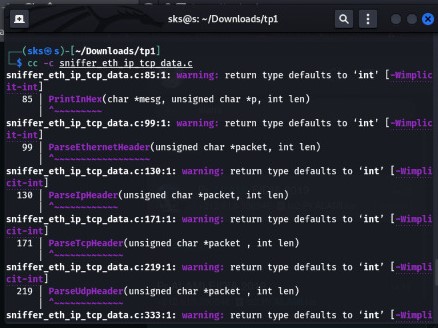 sks@s: ~/Downloads/tp1
┌──(sks㉿s)-[~/Downloads/tp1]
└─$ cc -c sniffer_eth_ip_tcp_data.c
sniffer_eth_ip_tcp_data.c:85:1: warning: return type defaults to ‘int’ [-Wimplic
it-int]
85 | PrintInHex(char *mesg, unsigned char *p, int len)
| ^~~~~~~~~~
sniffer_eth_ip_tcp_data.c:99:1: warning: return type defaults to ‘int’ [-Wimplic
it-int]
99 | ParseEthernetHeader(unsigned char *packet, int len)
| ^~~~~~~~~~~~~~~~~~~
sniffer_eth_ip_tcp_data.c:130:1: warning: return type defaults to ‘int’ [-Wimpli
cit-int]
130 | ParseIpHeader(unsigned char *packet, int len)
| ^~~~~~~~~~~~~
sniffer_eth_ip_tcp_data.c:171:1: warning: return type defaults to ‘int’ [-Wimpli
cit-int]
171 | ParseTcpHeader(unsigned char *packet , int len)
| ^~~~~~~~~~~~~~
sniffer_eth_ip_tcp_data.c:219:1: warning: return type defaults to ‘int’ [-Wimpli
cit-int]
219 | ParseUdpHeader(unsigned char *packet , int len)
| ^~~~~~~~~~~~~~
sniffer_eth_ip_tcp_data.c:333:1: warning: return type defaults to ‘int’ [-Wimpli